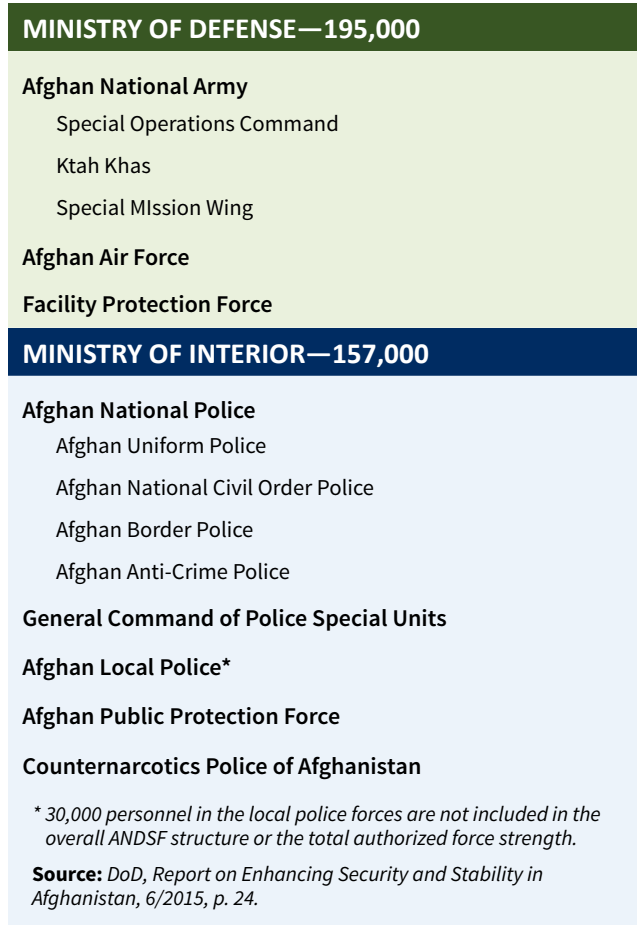 MINISTRY OF DEFENSE—195,000
Afghan National Army
Special Operations Command
Ktah Khas
Special MIssion Wing
Afghan Air Force
Facility Protection Force
MINISTRY OF INTERIOR—157,000
Afghan National Police
Afghan Uniform Police
Afghan National Civil Order Police
Afghan Border Police
Afghan Anti-Crime Police
General Command of Police Special Units
Afghan Local Police*
Afghan Public Protection Force
Counternarcotics Police of Afghanistan
* 30,000 personnel in the local police forces are not included in the
overall ANDSF structure or the total authorized force strength.
Source: DoD, Report on Enhancing Security and Stability in
Afghanistan, 6/2015, p. 24.